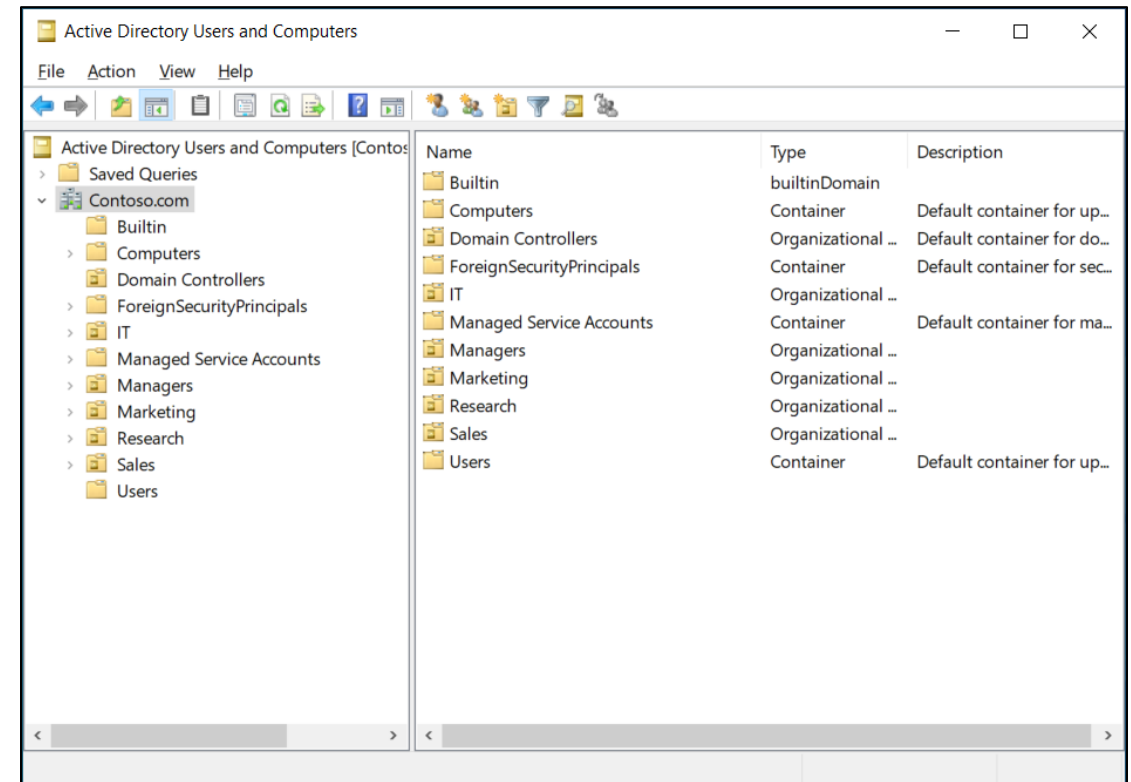 Active Directory Users and Computers
File Action View Help
Active Directory Users and Computers [Contos
Saved Queries
Contoso.com
Builtin
Computers
Domain Controllers
ForeignSecurityPrincipals
IT
Managed Service Accounts
Managers
Marketing
Research
Sales
Users
Name Type Description
Builtin builtinDomain
Computers Container Default container for up...
Domain Controllers Organizational ... Default container for do...
ForeignSecurityPrincipals Container Default container for sec...
IT Organizational ...
Managed Service Accounts Container Default container for ma...
Managers Organizational ...
Marketing Organizational ...
Research Organizational ...
Sales Organizational ...
Users Container Default container for up...